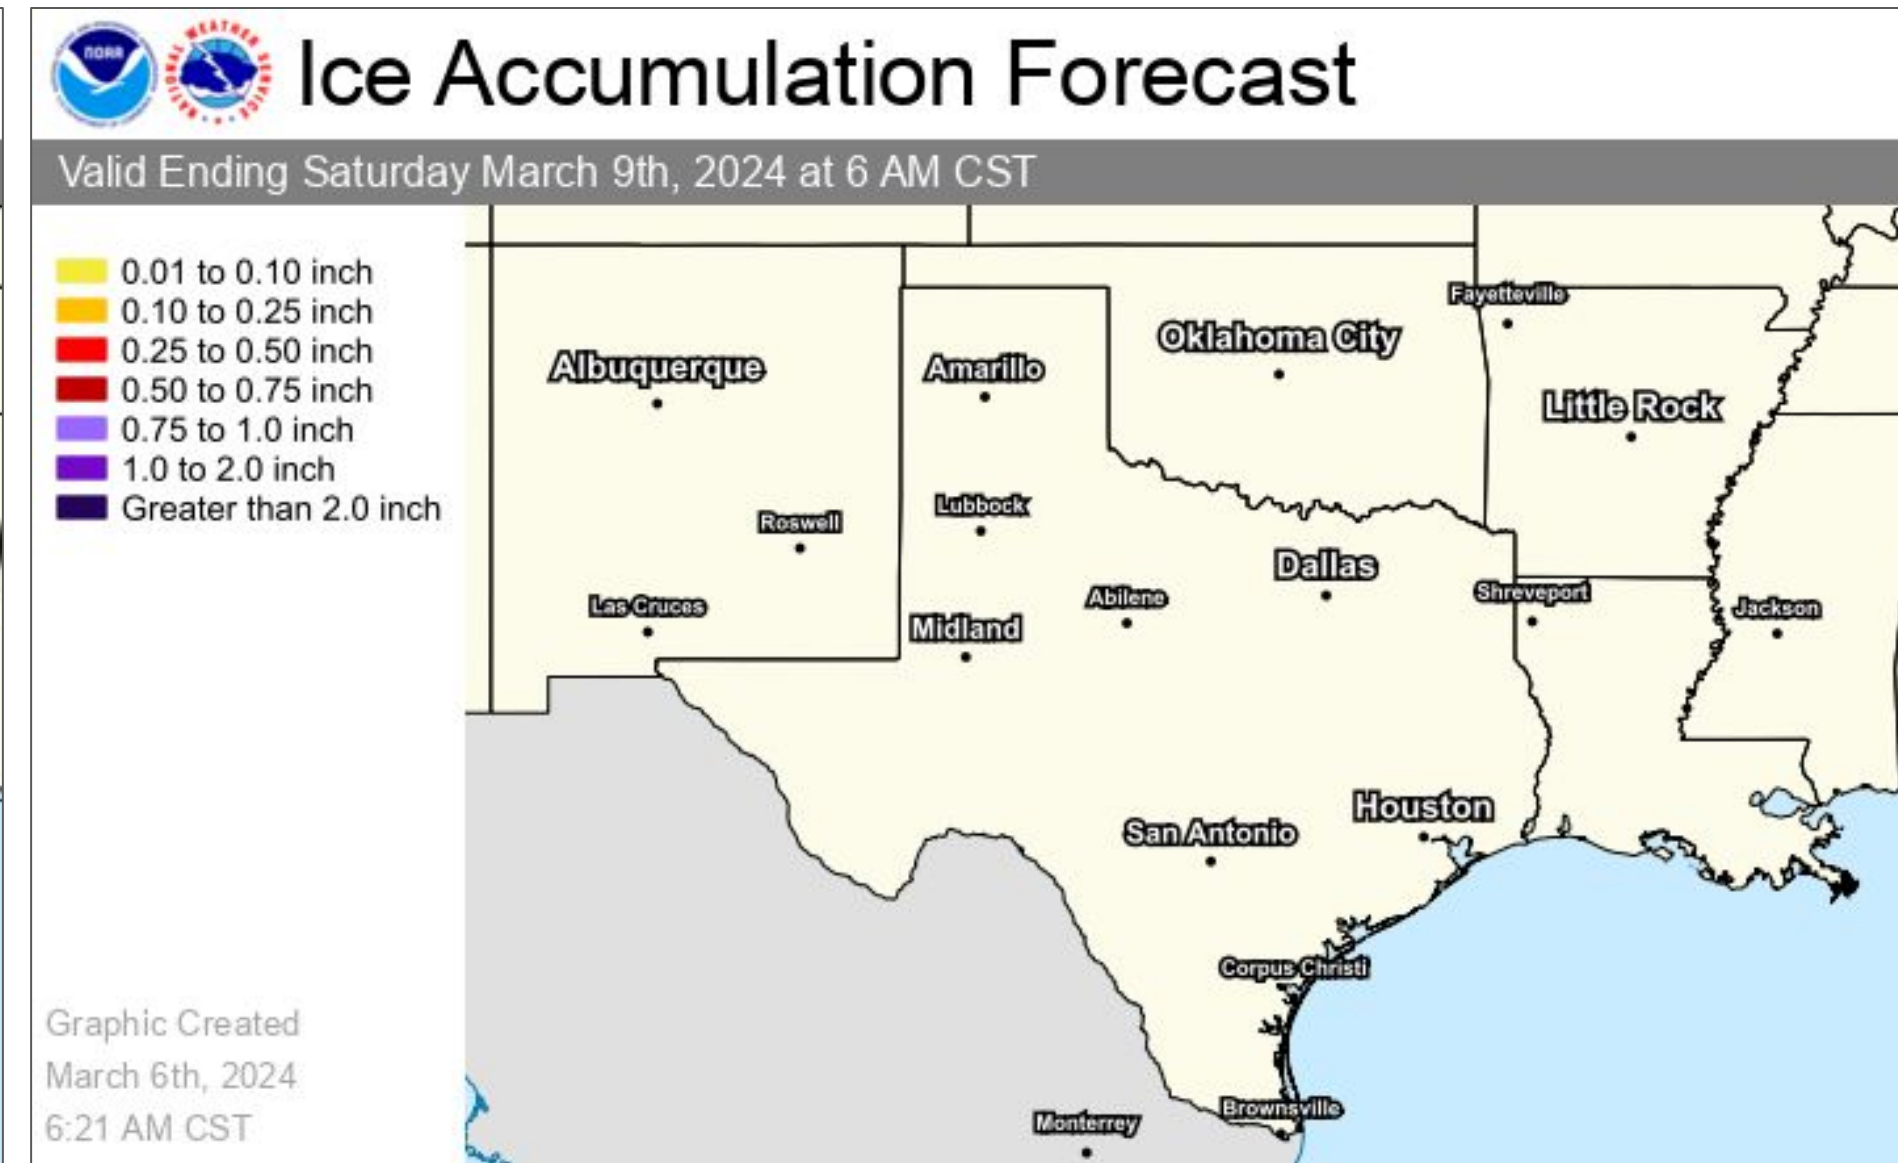 NOAA
NATIONAL WEATHER SERVICE
Ice Accumulation Forecast
Valid Ending Saturday March 9th, 2024 at 6 AM CST
0.01 to 0.10 inch
0.10 to 0.25 inch
0.25 to 0.50 inch
0.50 to 0.75 inch
0.75 to 1.0 inch
1.0 to 2.0 inch
Greater than 2.0 inch
Fayetteville
Oklahoma City
Albuquerque
Amarillo
Little Rock
Lubbock
Roswell
Dallas
Shreveport
Abilene
Las Cruces
Jackson
Midland
Houston
San Antonio
Corpus Christi
Brownsville
Monterrey
Graphic Created
March 6th, 2024
6:21 AM CST